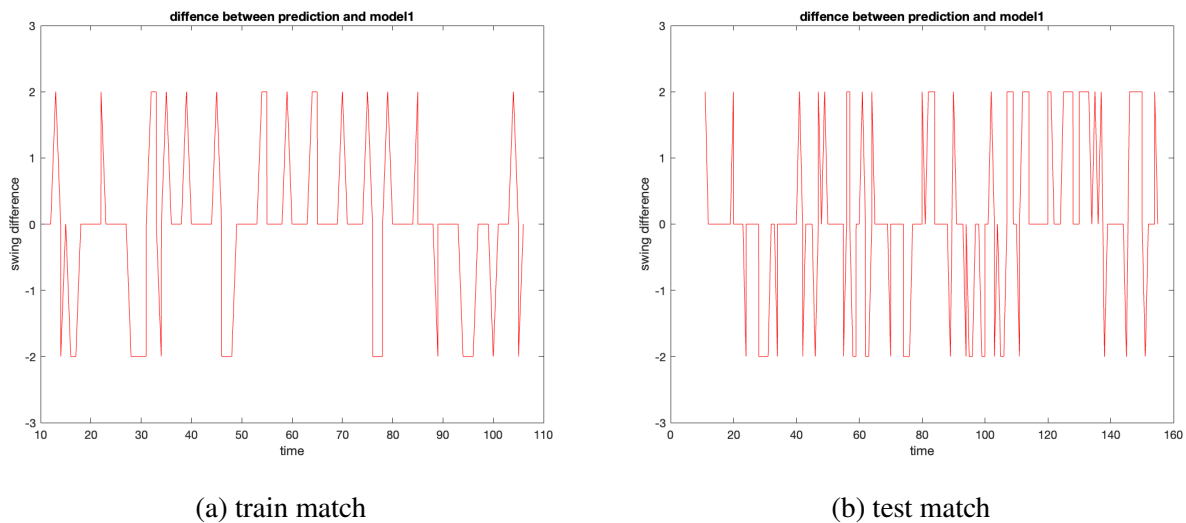 diffence between prediction and model1
3
2
1
0
-1
-2
-3
swing difference
10 20 30 40 50 60 70 80 90 100 110
time
(a) train match
diffence between prediction and model1
3
2
1
0
-1
-2
-3
swing difference
0 20 40 60 80 100 120 140 160
time
(b) test match